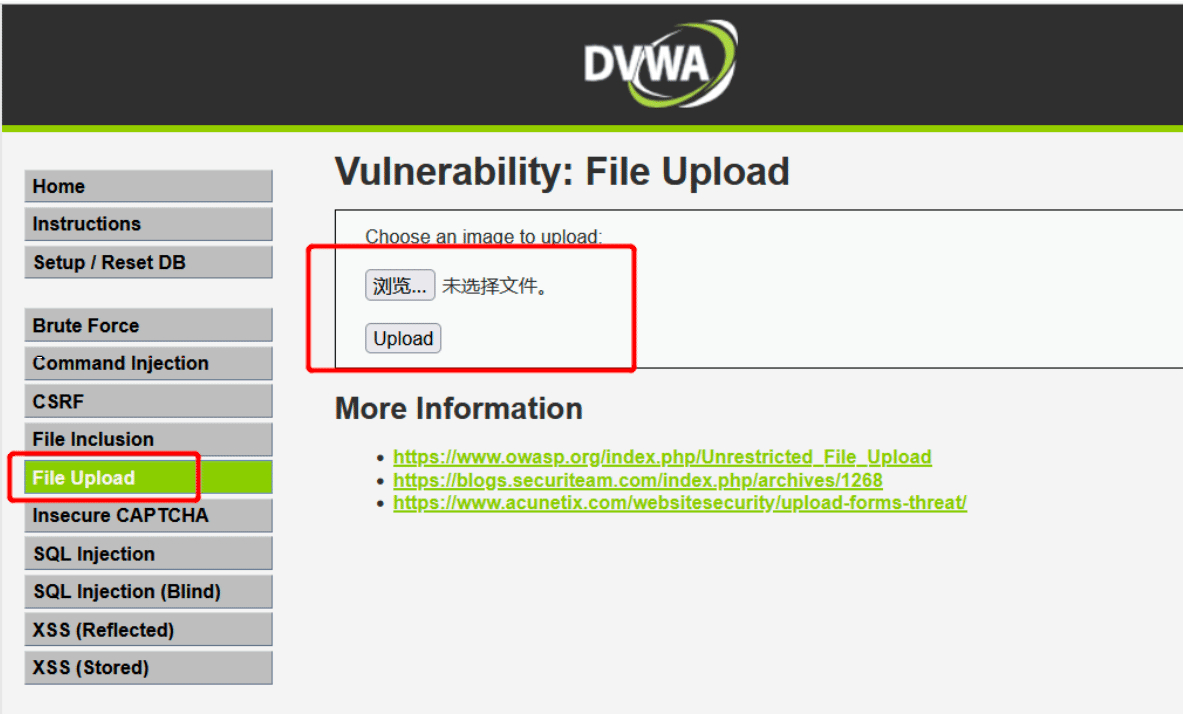 DVWA
Home
Instructions
Setup / Reset DB
Brute Force
Command Injection
CSRF
File Inclusion
File Upload
Insecure CAPTCHA
SQL Injection
SQL Injection (Blind)
XSS (Reflected)
XSS (Stored)
Vulnerability: File Upload
Choose an image to upload:
浏览... 未选择文件。
Upload
More Information
https://www.owasp.org/index.php/Unrestricted_File_Upload
https://blogs.securiteam.com/index.php/archives/1268
https://www.acunetix.com/websitesecurity/upload-forms-threat/